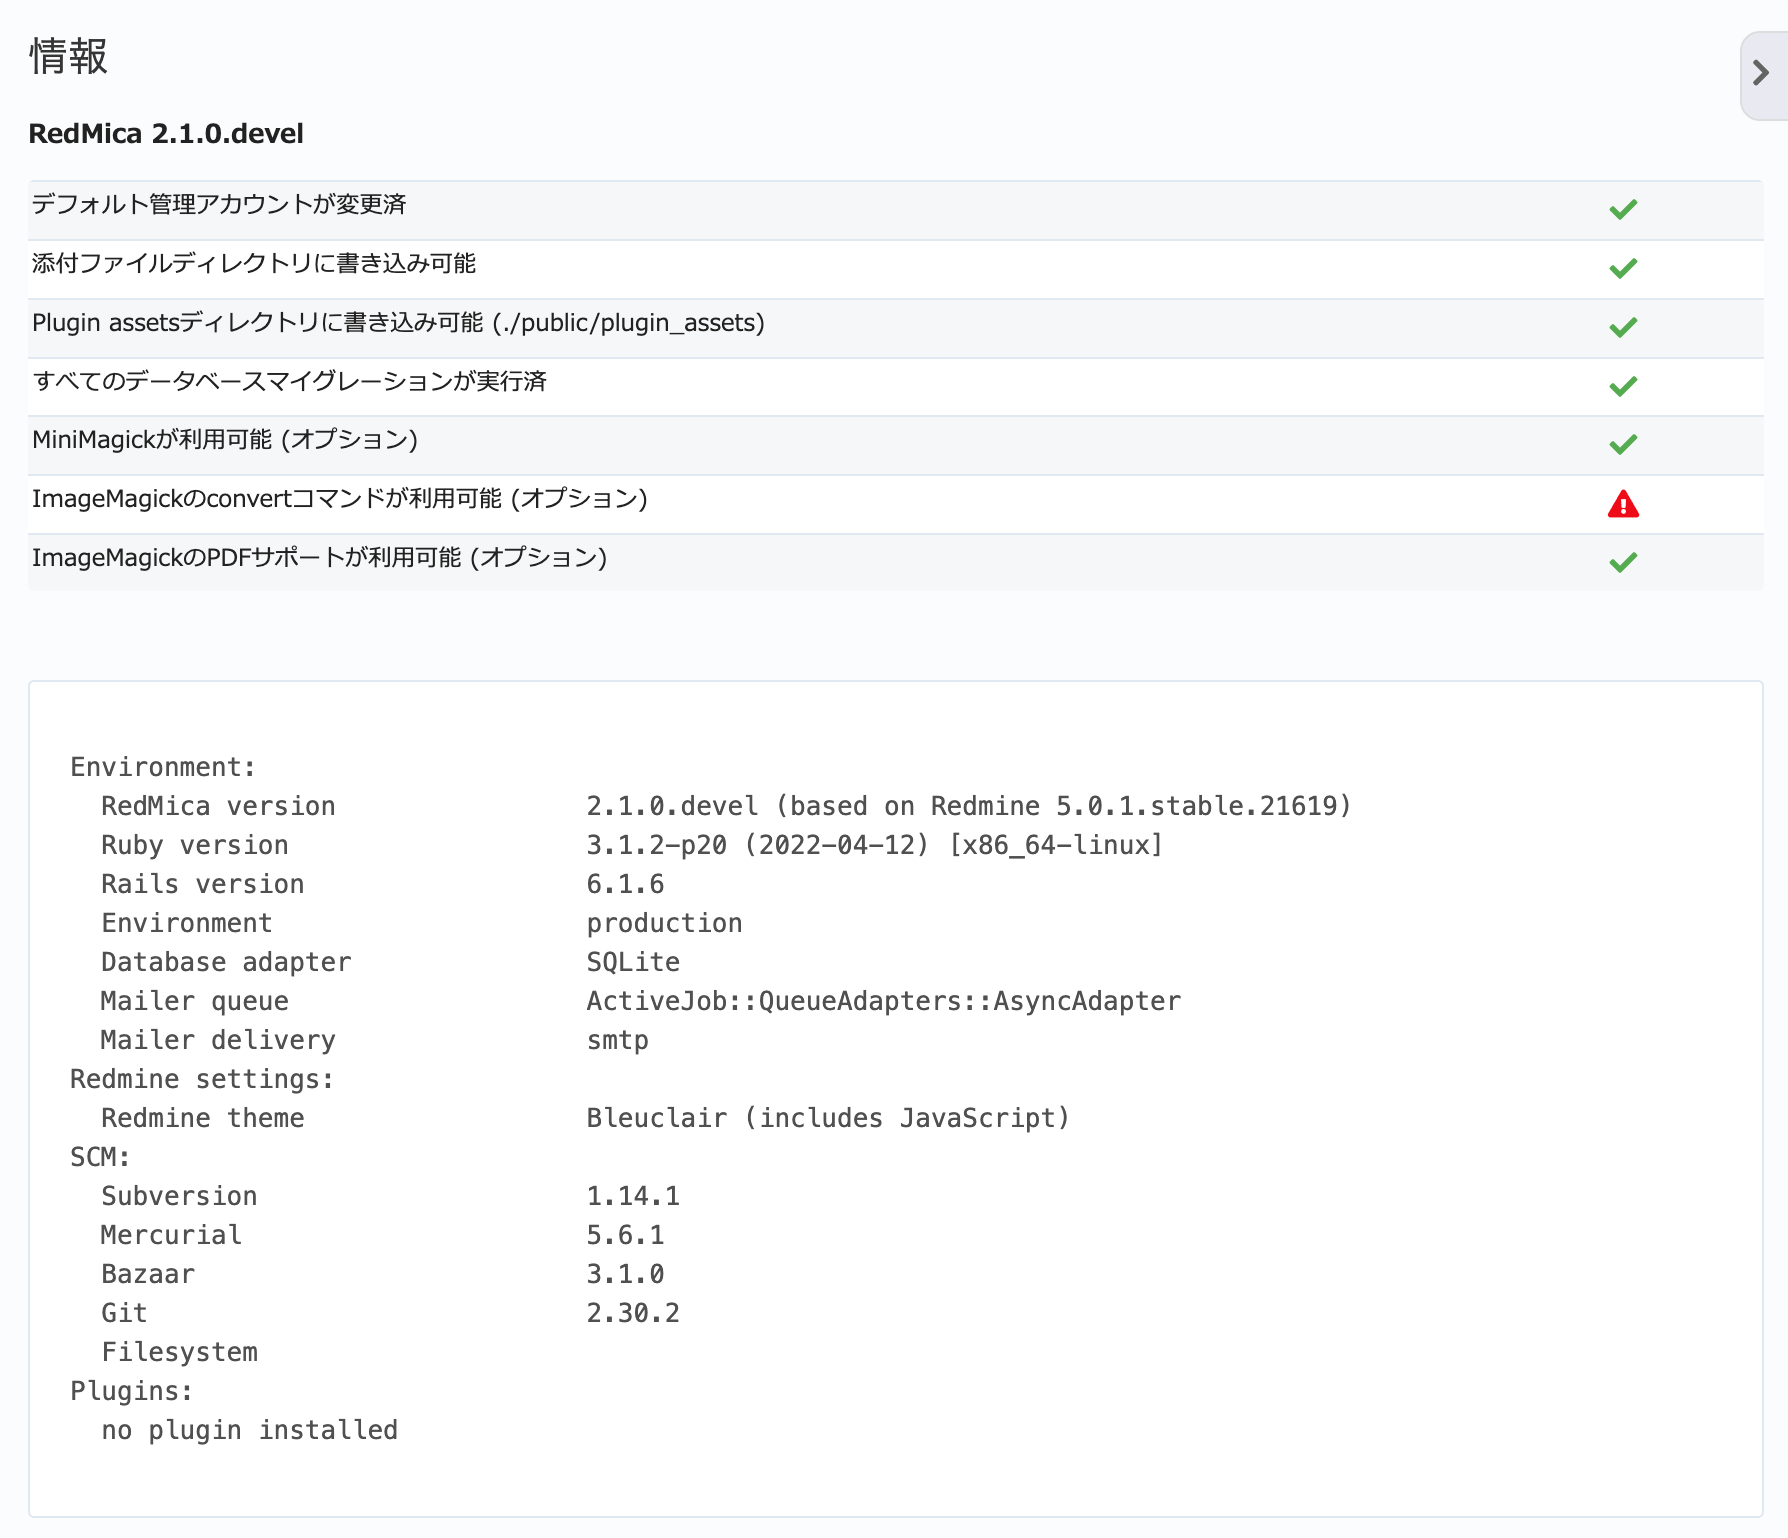 情報
RedMica 2.1.0.devel
デフォルト管理アカウントが変更済
添付ファイルディレクトリに書き込み可能
Plugin assetsディレクトリに書き込み可能 (./public/plugin_assets)
すべてのデータベースマイグレーションが実行済
MiniMagickが利用可能 (オプション)
ImageMagickのconvertコマンドが利用可能 (オプション)
ImageMagickのPDFサポートが利用可能 (オプション)
Environment:
RedMica version 2.1.0.devel (based on Redmine 5.0.1.stable.21619)
Ruby version 3.1.2-p20 (2022-04-12) [x86_64-linux]
Rails version 6.1.6
Environment production
Database adapter SQLite
Mailer queue ActiveJob::QueueAdapters::AsyncAdapter
Mailer delivery smtp
Redmine settings:
Redmine theme Bleuclair (includes JavaScript)
SCM:
Subversion 1.14.1
Mercurial 5.6.1
Bazaar 3.1.0
Git 2.30.2
Filesystem
Plugins:
no plugin installed